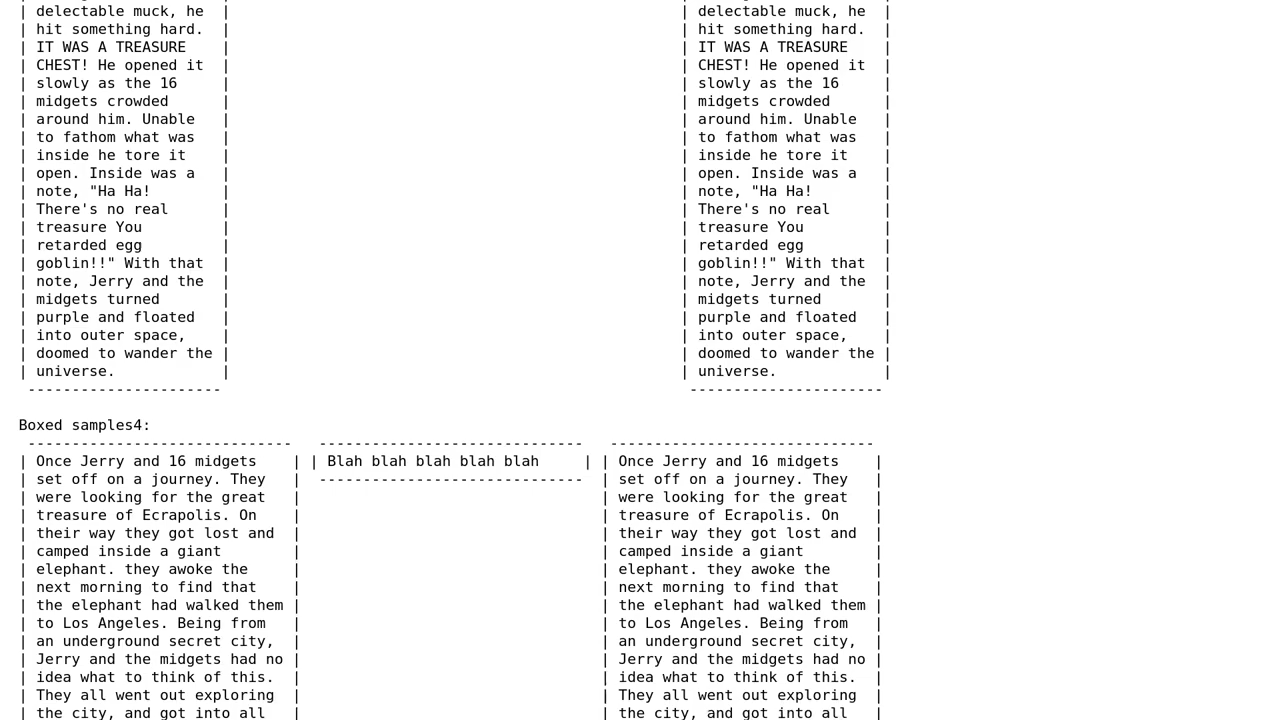 | delectable muck, he  |                                                    | delectable muck, he  |
| hit something hard.  |                                                    | hit something hard.  |
| IT WAS A TREASURE    |                                                    | IT WAS A TREASURE    |
| CHEST! He opened it  |                                                    | CHEST! He opened it  |
| slowly as the 16     |                                                    | slowly as the 16     |
| midgets crowded      |                                                    | midgets crowded      |
| around him. Unable   |                                                    | around him. Unable   |
| to fathom what was   |                                                    | to fathom what was   |
| inside he tore it    |                                                    | inside he tore it    |
| open. Inside was a   |                                                    | open. Inside was a   |
| note, "Ha Ha!        |                                                    | note, "Ha Ha!        |
| There's no real      |                                                    | There's no real      |
| treasure You         |                                                    | treasure You         |
| retarded egg         |                                                    | retarded egg         |
| goblin!!" With that  |                                                    | goblin!!" With that  |
| note, Jerry and the  |                                                    | note, Jerry and the  |
| midgets turned       |                                                    | midgets turned       |
| purple and floated   |                                                    | purple and floated   |
| into outer space,    |                                                    | into outer space,    |
| doomed to wander the |                                                    | doomed to wander the |
| universe.            |                                                    | universe.            |
 ----------------------                                                      ----------------------
Boxed samples4:
 ------------------------------   ------------------------------   ------------------------------
| Once Jerry and 16 midgets    | | Blah blah blah blah blah     | | Once Jerry and 16 midgets    |
| set off on a journey. They   |  ------------------------------  | set off on a journey. They   |
| were looking for the great   |                                  | were looking for the great   |
| treasure of Ecrapolis. On    |                                  | treasure of Ecrapolis. On    |
| their way they got lost and  |                                  | their way they got lost and  |
| camped inside a giant        |                                  | camped inside a giant        |
| elephant. they awoke the     |                                  | elephant. they awoke the     |
| next morning to find that    |                                  | next morning to find that    |
| the elephant had walked them |                                  | the elephant had walked them |
| to Los Angeles. Being from   |                                  | to Los Angeles. Being from   |
| an underground secret city,  |                                  | an underground secret city,  |
| Jerry and the midgets had no |                                  | Jerry and the midgets had no |
| idea what to think of this.  |                                  | idea what to think of this.  |
| They all went out exploring  |                                  | They all went out exploring  |
| the city, and got into all   |                                  | the city, and got into all   |